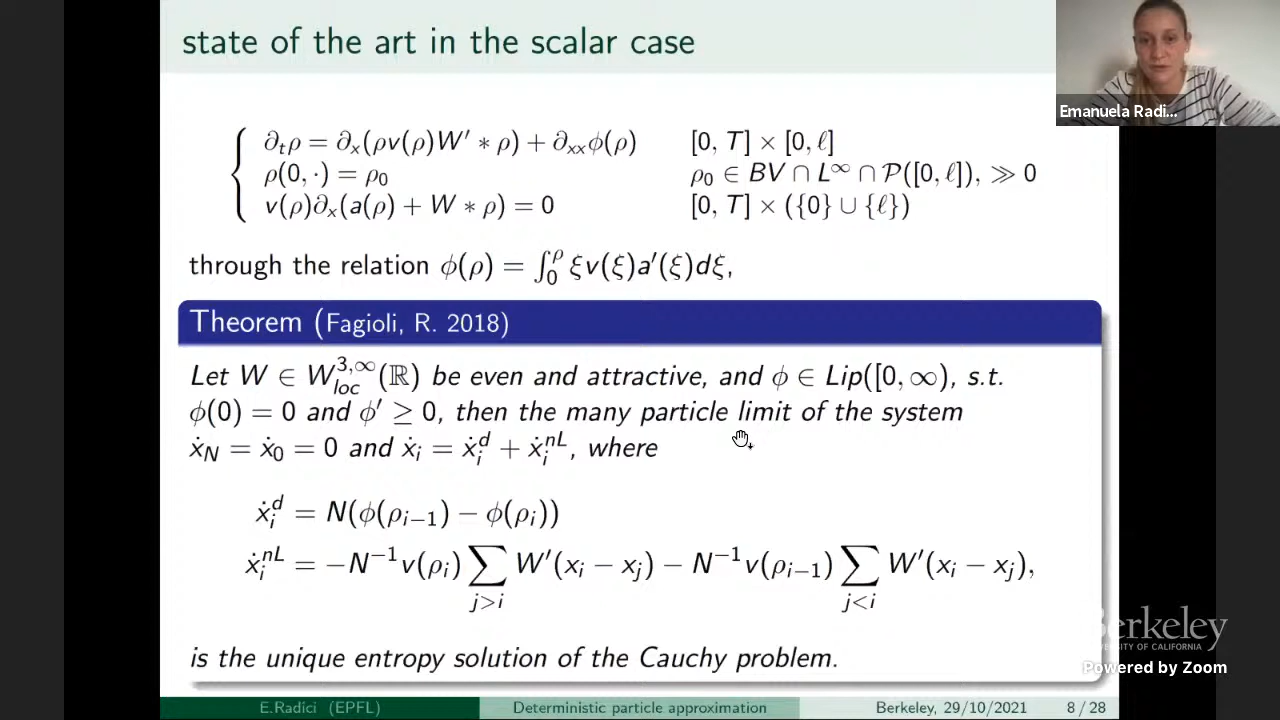 state of the art in the scalar case
Emanuela Radi...
∂ₜρ = ∂ₓ(ρv(ρ)W′ ∗ ρ) + ∂ₓₓϕ(ρ) [0, T] × [0, ℓ]
ρ(0, ·) = ρ₀ ρ₀ ∈ BV ∩ L^∞ ∩ 𝒫([0, ℓ]), ≫ 0
v(ρ)∂ₓ(a(ρ) + W ∗ ρ) = 0 [0, T] × ({0} ∪ {ℓ})
through the relation ϕ(ρ) = ∫₀^ρ ξv(ξ)a′(ξ)dξ,
Theorem (Fagioli, R. 2018)
Let W ∈ W_{loc}^{3,∞}(ℝ) be even and attractive, and ϕ ∈ Lip([0, ∞), s.t.
ϕ(0) = 0 and ϕ′ ≥ 0, then the many particle limit of the system
ẋ_N = ẋ₀ = 0 and ẋᵢ = ẋᵢ^d + ẋᵢ^{nL}, where
ẋᵢ^d = N(ϕ(ρᵢ₋₁) − ϕ(ρᵢ))
ẋᵢ^{nL} = −N⁻¹v(ρᵢ) ∑_{j>i} W′(xᵢ − xⱼ) − N⁻¹v(ρᵢ₋₁) ∑_{j<i} W′(xᵢ − xⱼ),
is the unique entropy solution of the Cauchy problem.
Berkeley
UNIVERSITY OF CALIFORNIA
Powered by Zoom
E.Radici (EPFL) Deterministic particle approximation Berkeley, 29/10/2021 8 / 28